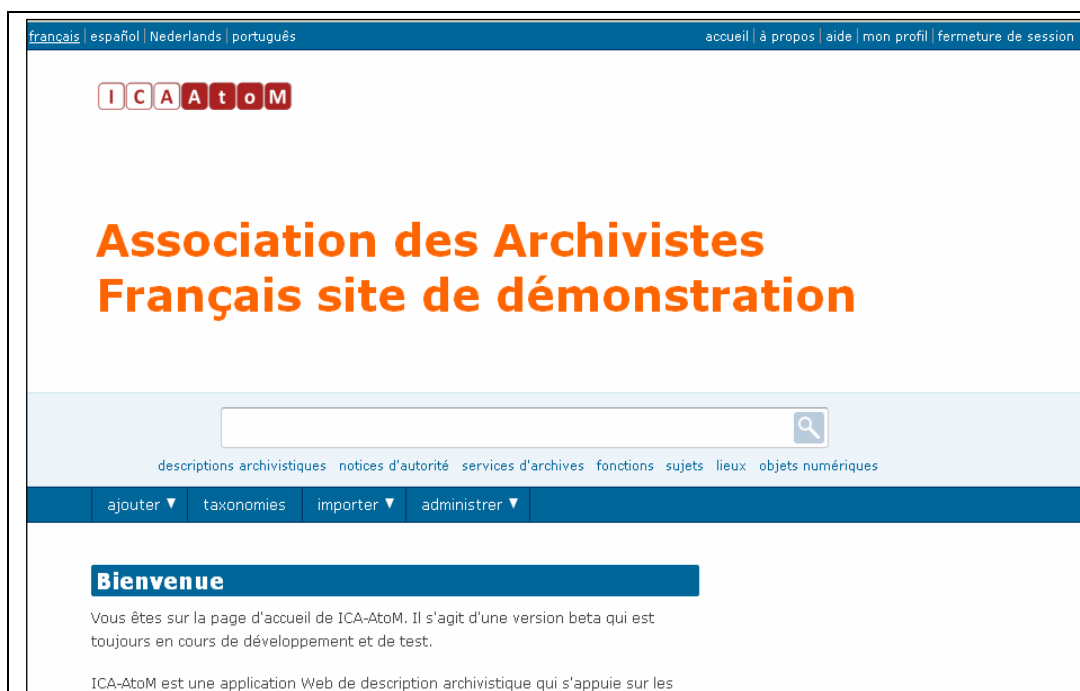 français | español | Nederlands | português
accueil | à propos | aide | mon profil | fermeture de session
ICAAtoM
Association des Archivistes
Français site de démonstration
descriptions archivistiques notices d'autorité services d'archives fonctions sujets lieux objets numériques
ajouter ▼ taxonomies importer ▼ administrer ▼
Bienvenue
Vous êtes sur la page d'accueil de ICA-AtoM. Il s'agit d'une version beta qui est
toujours en cours de développement et de test.
ICA-AtoM est une application Web de description archivistique qui s'appuie sur les